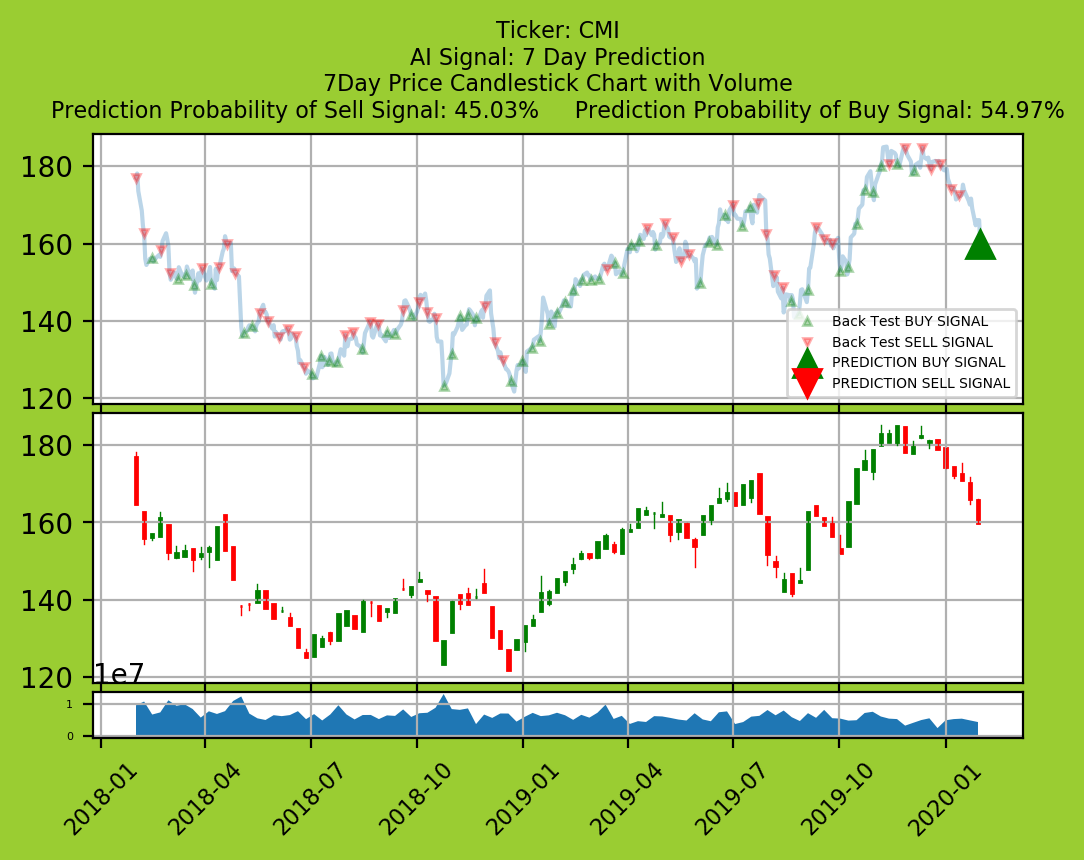 Ticker: CMI
AI Signal: 7 Day Prediction
7Day Price Candlestick Chart with Volume
Prediction Probability of Sell Signal: 45.03%     Prediction Probability of Buy Signal: 54.97%
180
160
140
120
Back Test BUY SIGNAL
Back Test SELL SIGNAL
PREDICTION BUY SIGNAL
PREDICTION SELL SIGNAL
180
160
140
120
1e7
1
0
2018-01 2018-04 2018-07 2018-10 2019-01 2019-04 2019-07 2019-10 2020-01